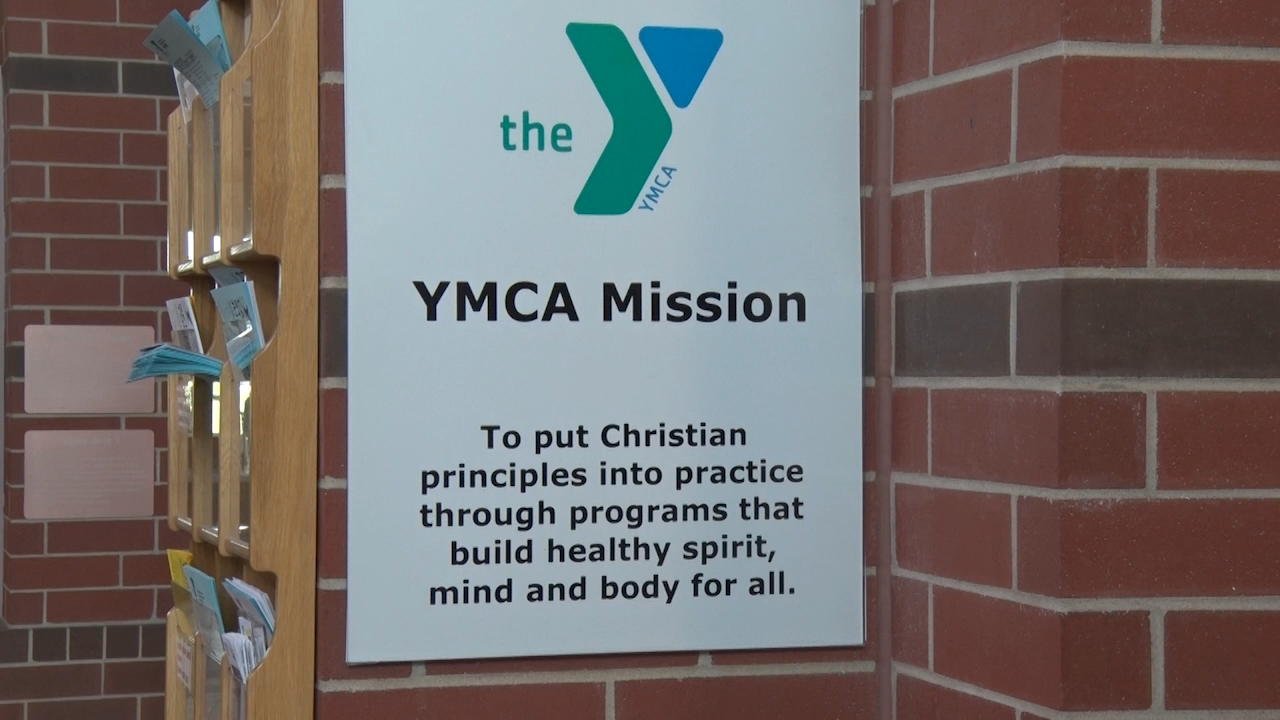 the
YMCA
YMCA Mission
To put Christian
principles into practice
through programs that
build healthy spirit,
mind and body for all.